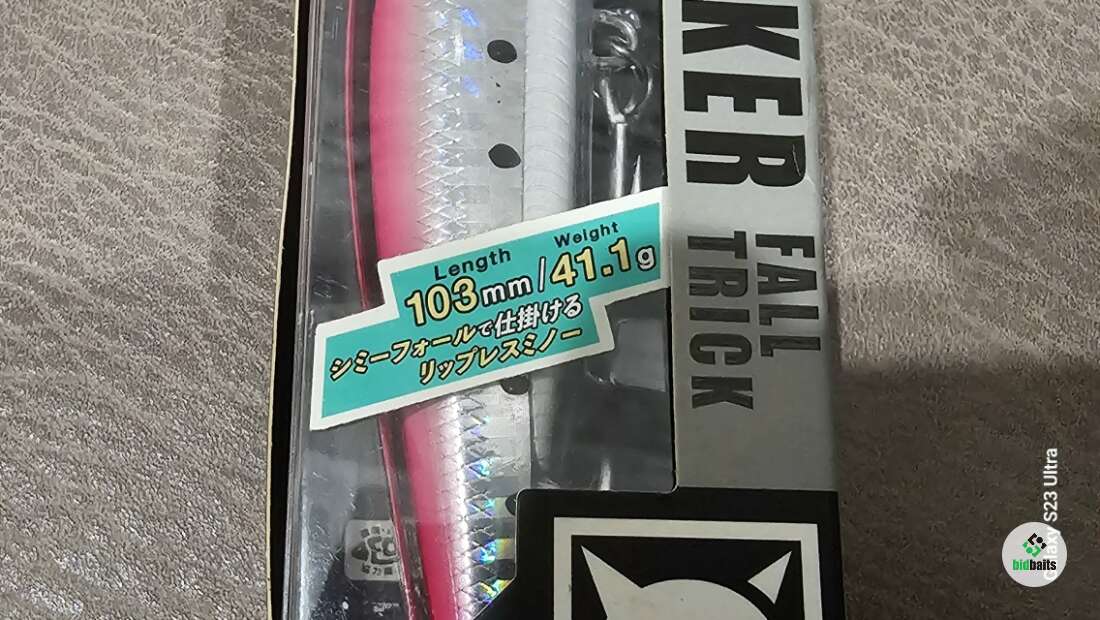 KER
FALL
TRICK
Length
Weight
103mm/41.1g
シミーフォールで仕掛ける
リップレスミノー
Galaxy S23 Ultra
bidbaits